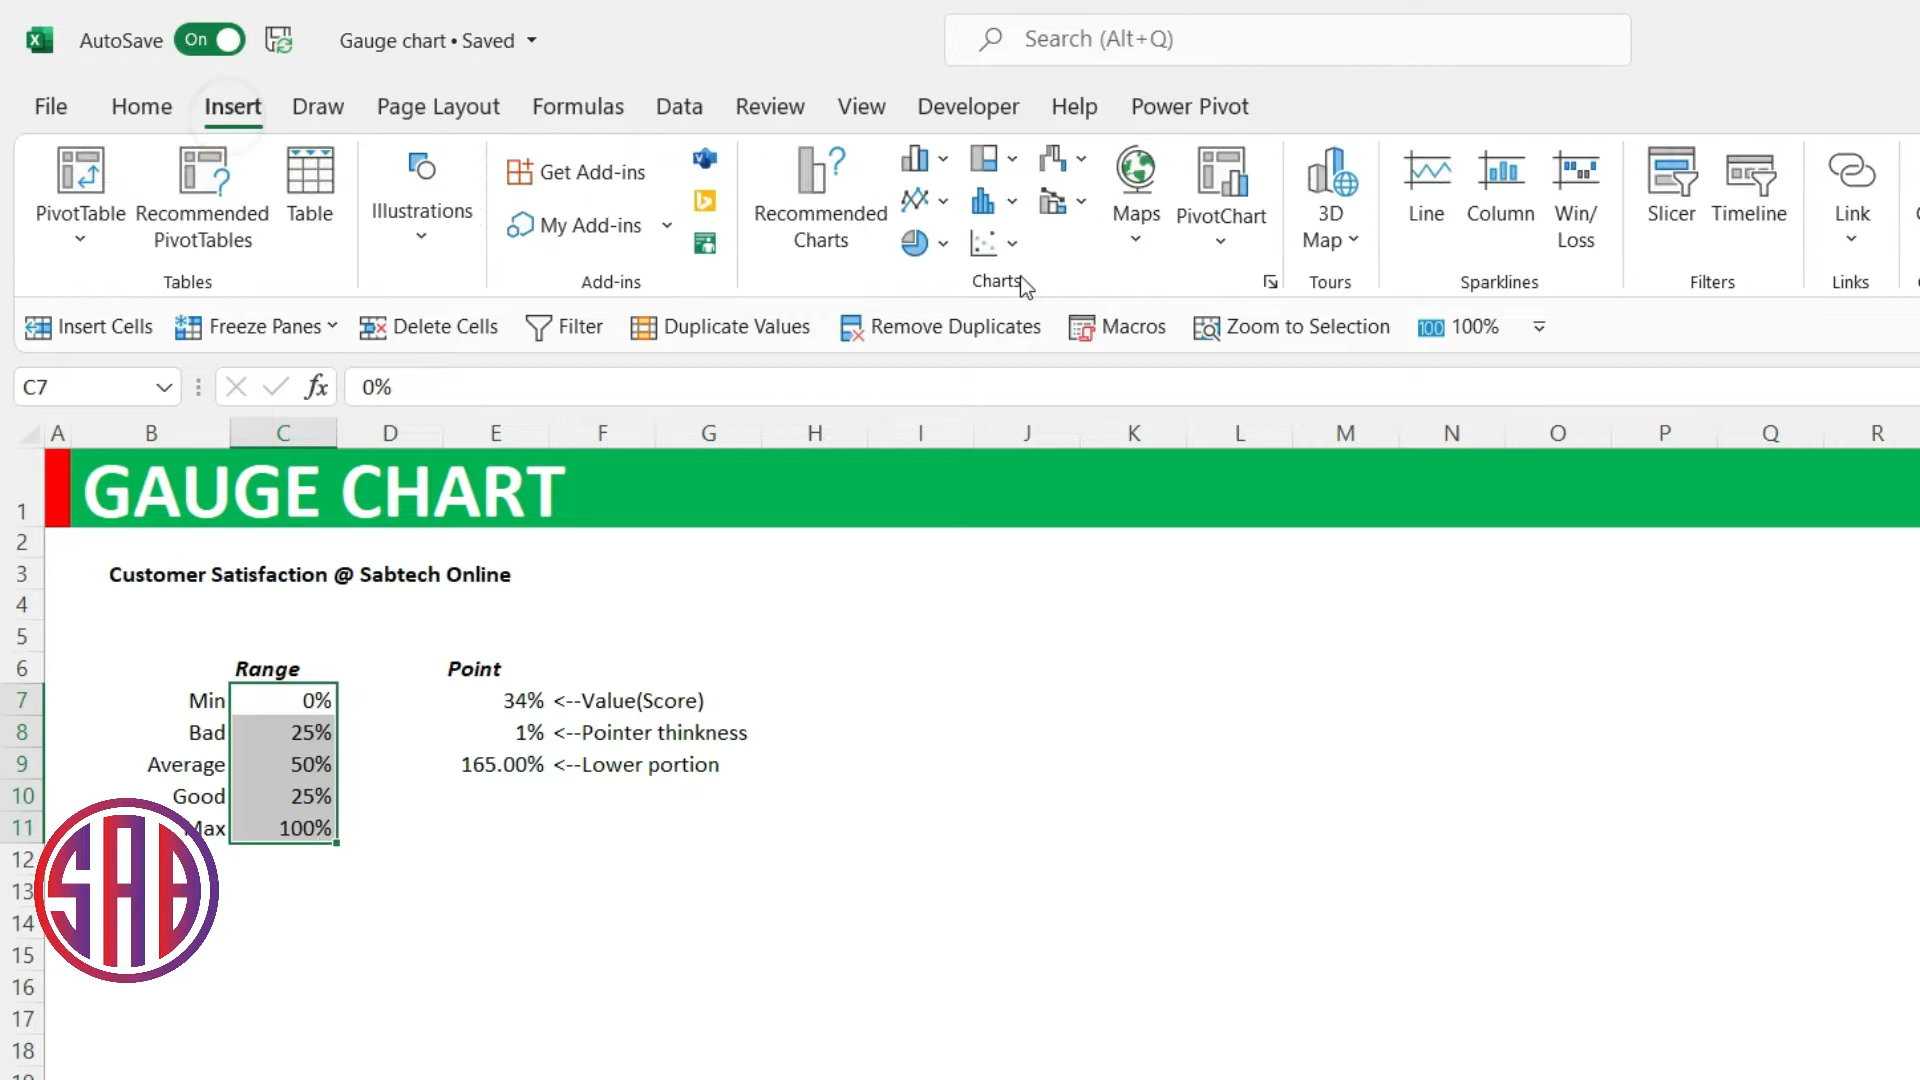 AutoSave On Gauge chart • Saved Search (Alt+Q)
File Home Insert Draw Page Layout Formulas Data Review View Developer Help Power Pivot
PivotTable Recommended PivotTables Table
Tables
Illustrations
Get Add-ins
My Add-ins
Add-ins
Recommended Charts
Maps PivotChart
Charts
3D Map
Tours
Line Column Win/Loss
Sparklines
Slicer Timeline
Filters
Link
Links
Insert Cells Freeze Panes Delete Cells Filter Duplicate Values Remove Duplicates Macros Zoom to Selection 100 100%
C7 fx 0%
A B C D E F G H I J K L M N O P Q R
1 GAUGE CHART
2
3 Customer Satisfaction @ Sabtech Online
4
5
6 Range Point
7 Min 0% 34% <--Value(Score)
8 Bad 25% 1% <--Pointer thinkness
9 Average 50% 165.00% <--Lower portion
10 Good 25%
11 Max 100%
12
13
14
15
16
17
18
SAB